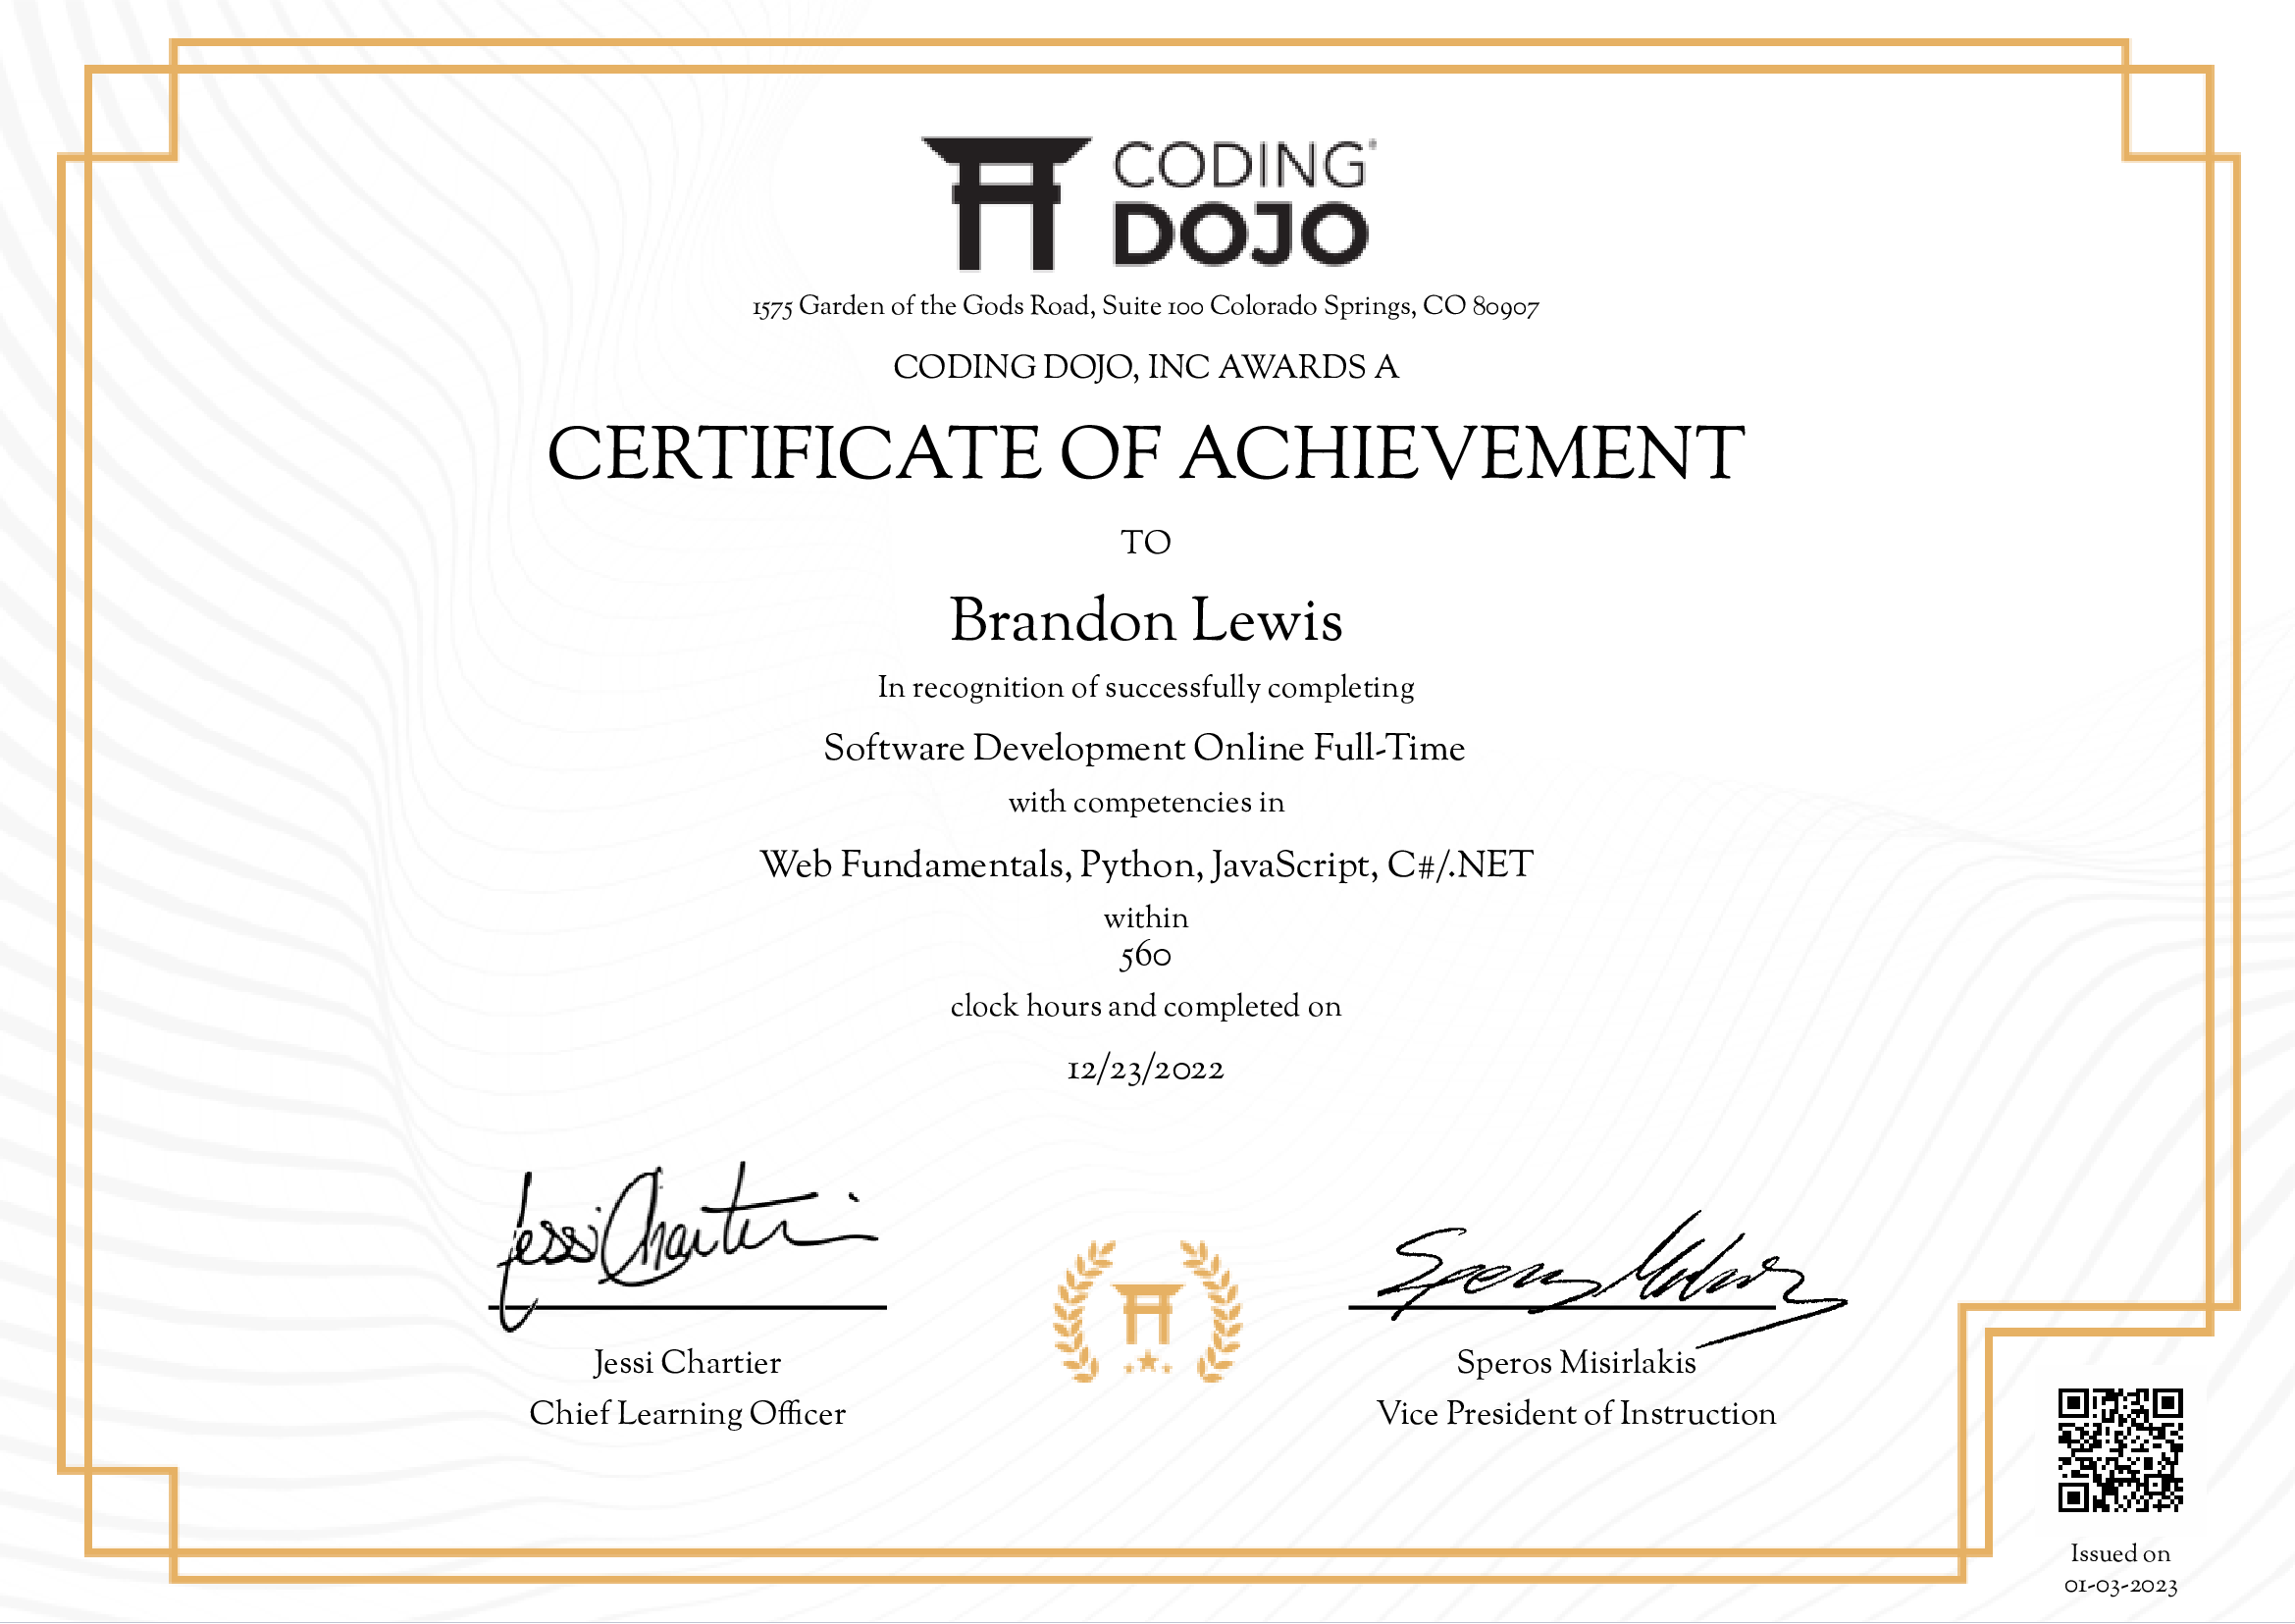 CODING®
DOJO
1575 Garden of the Gods Road, Suite 100 Colorado Springs, CO 80907
CODING DOJO, INC AWARDS A
CERTIFICATE OF ACHIEVEMENT
TO
Brandon Lewis
In recognition of successfully completing
Software Development Online Full-Time
with competencies in
Web Fundamentals, Python, JavaScript, C#/.NET
within
560
clock hours and completed on
12/23/2022
Jessi Chartier
Jessi Chartier
Chief Learning Officer
Speros Misirlakis
Vice President of Instruction
Issued on
01-03-2023